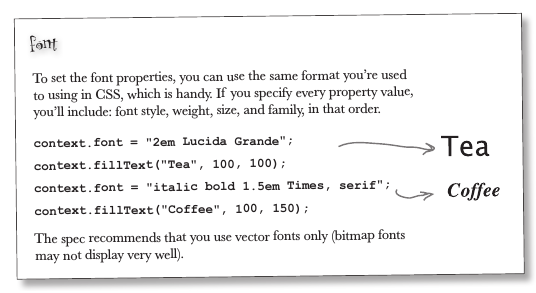 font
To set the font properties, you can use the same format you're used
to using in CSS, which is handy. If you specify every property value,
you'll include: font style, weight, size, and family, in that order.
context.font = "2em Lucida Grande";
Tea
context.fillText("Tea", 100, 100);
context.font = "italic bold 1.5em Times, serif";
Coffee
context.fillText("Coffee", 100, 150);
The spec recommends that you use vector fonts only (bitmap fonts
may not display very well).